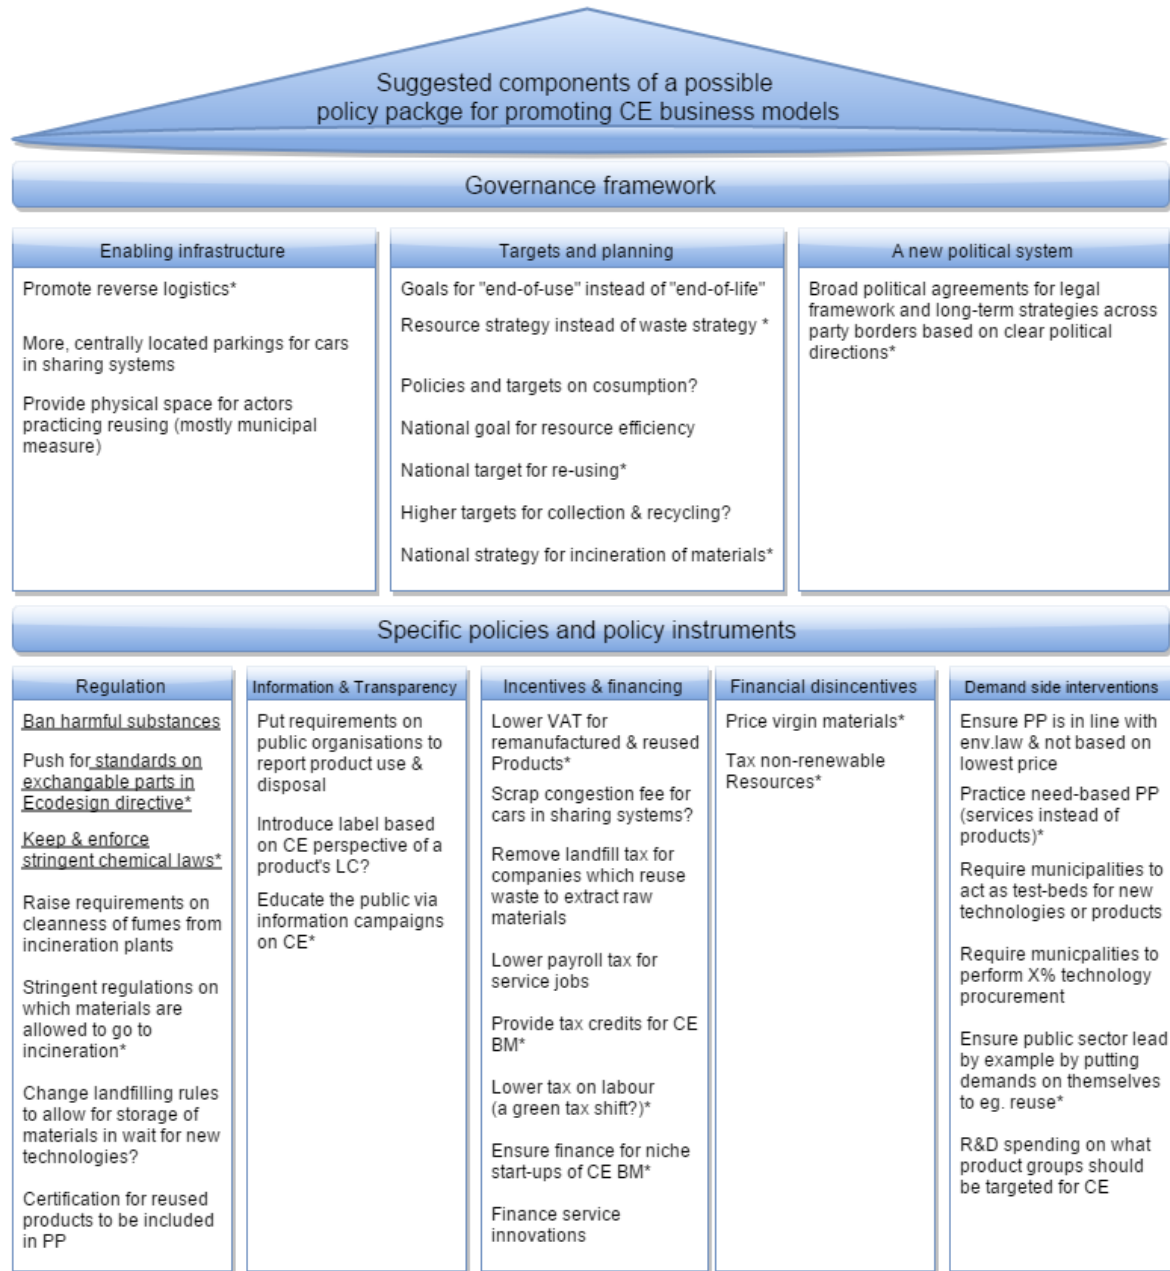 Suggested components of a possible
policy packge for promoting CE business models
Governance framework
Enabling infrastructure
Promote reverse logistics*
More, centrally located parkings for cars
in sharing systems
Provide physical space for actors
practicing reusing (mostly municipal
measure)
Targets and planning
Goals for "end-of-use" instead of "end-of-life"
Resource strategy instead of waste strategy *
Policies and targets on cosumption?
National goal for resource efficiency
National target for re-using*
Higher targets for collection & recycling?
National strategy for incineration of materials*
A new political system
Broad political agreements for legal
framework and long-term strategies across
party borders based on clear political
directions*
Specific policies and policy instruments
Regulation
Ban harmful substances
Push for standards on
exchangable parts in
Ecodesign directive*
Keep & enforce
stringent chemical laws*
Raise requirements on
cleanness of fumes from
incineration plants
Stringent regulations on
which materials are
allowed to go to
incineration*
Change landfilling rules
to allow for storage of
materials in wait for new
technologies?
Certification for reused
products to be included
in PP
Information & Transparency
Put requirements on
public organisations to
report product use &
disposal
Introduce label based
on CE perspective of a
product's LC?
Educate the public via
information campaigns
on CE*
Incentives & financing
Lower VAT for
remanufactured & reused
Products*
Scrap congestion fee for
cars in sharing systems?
Remove landfill tax for
companies which reuse
waste to extract raw
materials
Lower payroll tax for
service jobs
Provide tax credits for CE
BM*
Lower tax on labour
(a green tax shift?)*
Ensure finance for niche
start-ups of CE BM*
Finance service
innovations
Financial disincentives
Price virgin materials*
Tax non-renewable
Resources*
Demand side interventions
Ensure PP is in line with
env.law & not based on
lowest price
Practice need-based PP
(services instead of
products)*
Require municipalities to
act as test-beds for new
technologies or products
Require municpalities to
perform X% technology
procurement
Ensure public sector lead
by example by putting
demands on themselves
to eg. reuse*
R&D spending on what
product groups should
be targeted for CE